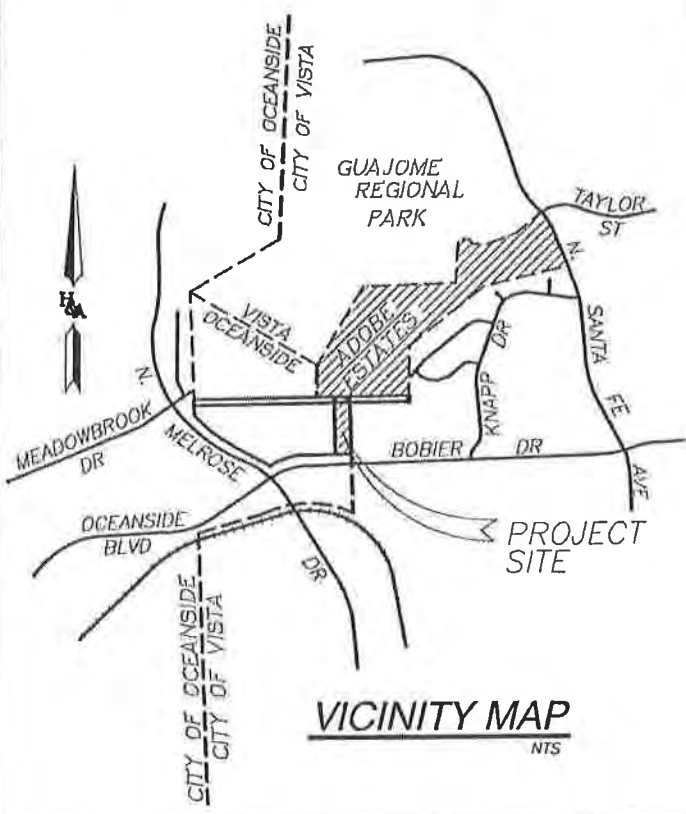 CITY OF OCEANSIDE
CITY OF VISTA
GUAJOME
REGIONAL
PARK
TAYLOR
ST
H&A
VISTA
OCEANSIDE
ADOBE
ESTATES
N.
SANTA
FE
AVE
KNAPP
DR
N.
MELROSE
DR
MEADOWBROOK
DR
BOBIER DR
OCEANSIDE
BLVD
PROJECT
SITE
CITY OF OCEANSIDE
CITY OF VISTA
VICINITY MAP
NTS